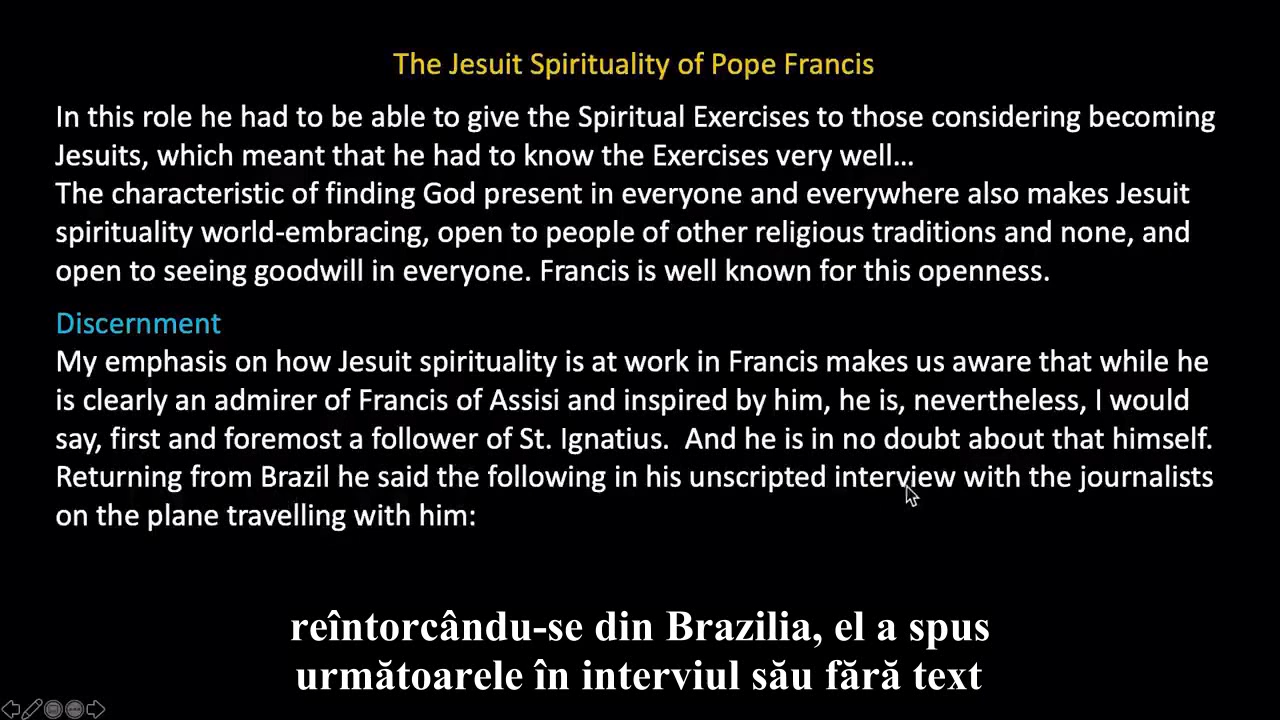 The Jesuit Spirituality of Pope Francis
In this role he had to be able to give the Spiritual Exercises to those considering becoming
Jesuits, which meant that he had to know the Exercises very well…
The characteristic of finding God present in everyone and everywhere also makes Jesuit
spirituality world-embracing, open to people of other religious traditions and none, and
open to seeing goodwill in everyone. Francis is well known for this openness.
Discernment
My emphasis on how Jesuit spirituality is at work in Francis makes us aware that while he
is clearly an admirer of Francis of Assisi and inspired by him, he is, nevertheless, I would
say, first and foremost a follower of St. Ignatius.  And he is in no doubt about that himself.
Returning from Brazil he said the following in his unscripted interview with the journalists
on the plane travelling with him:
reîntorcându-se din Brazilia, el a spus
următoarele în interviul său fără text